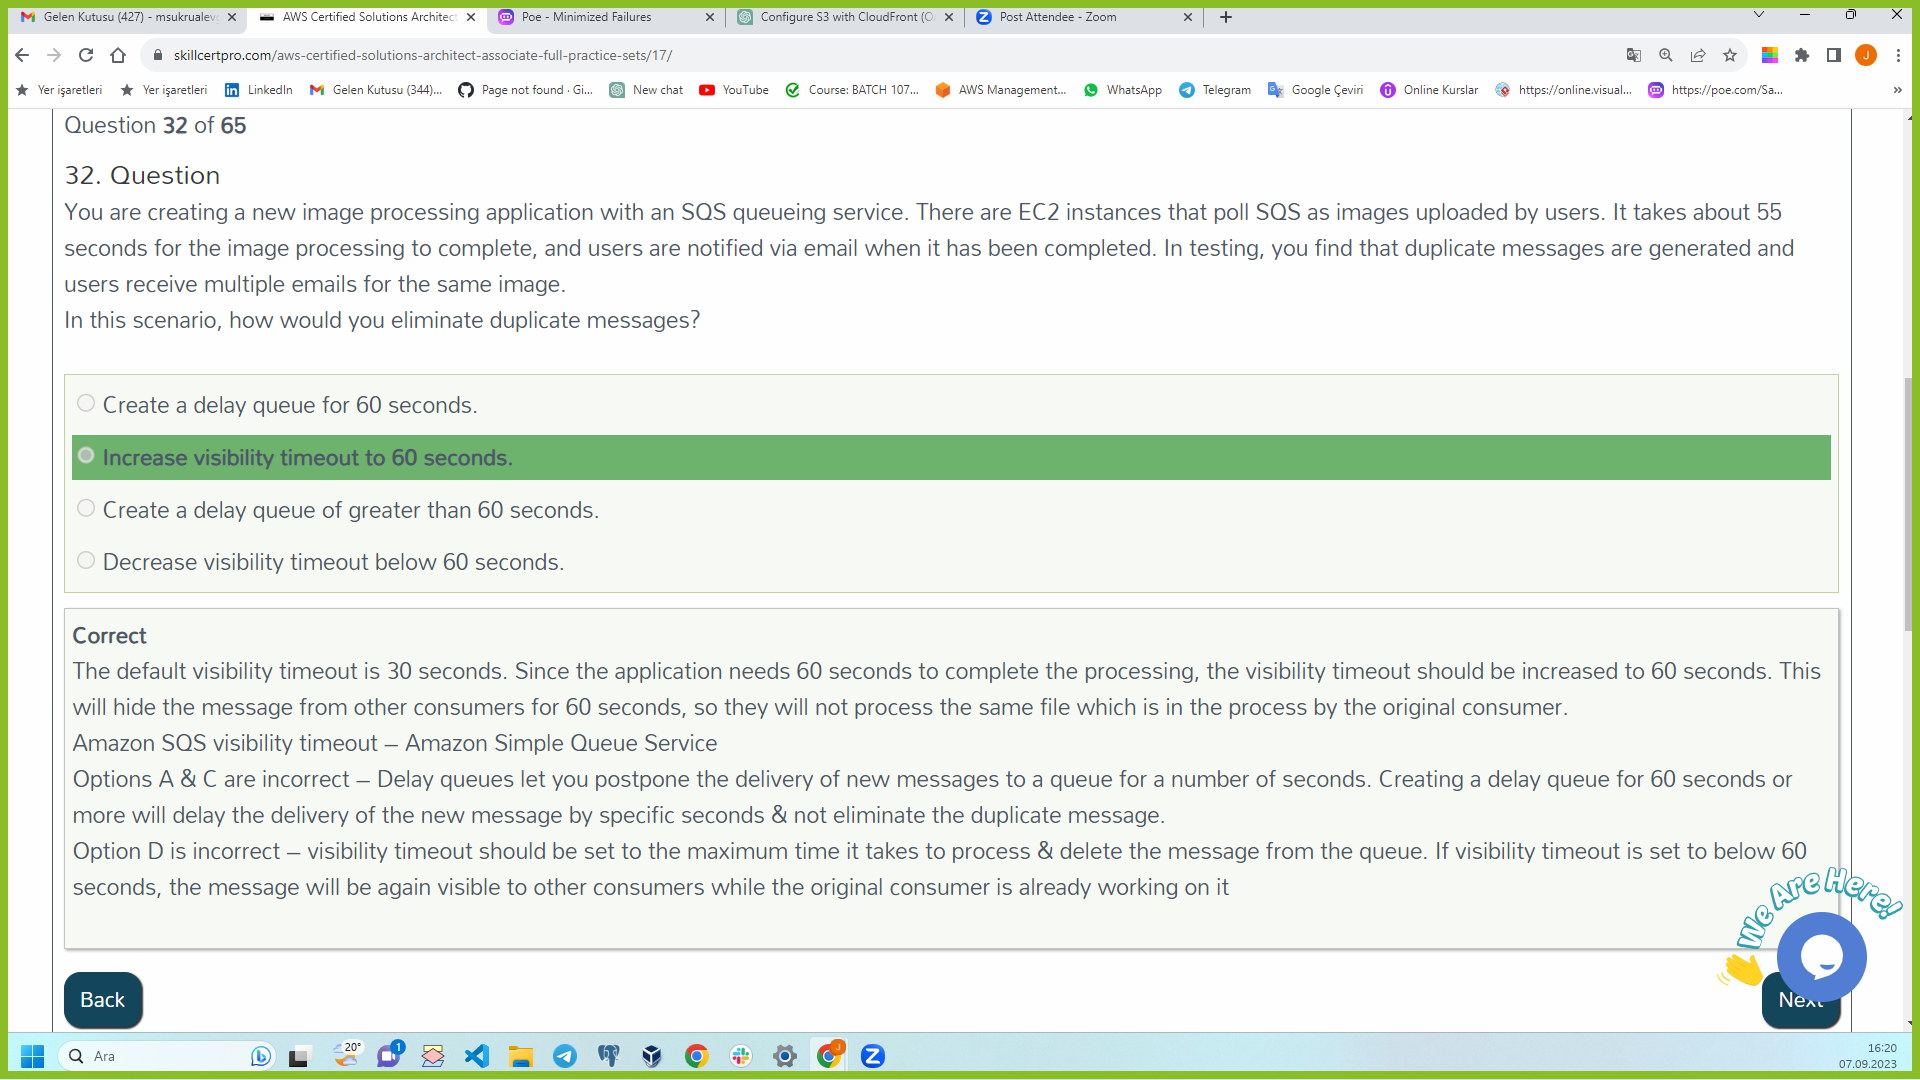 Gelen Kutusu (427) - msukrualev
AWS Certified Solutions Architect
Poe - Minimized Failures
Configure S3 with CloudFront (O
Post Attendee - Zoom
skillcertpro.com/aws-certified-solutions-architect-associate-full-practice-sets/17/
J
Yer işaretleri
Yer işaretleri
LinkedIn
Gelen Kutusu (344)...
Page not found · Gi...
New chat
YouTube
Course: BATCH 107...
AWS Management...
WhatsApp
Telegram
Google Çeviri
Online Kurslar
https://online.visual...
https://poe.com/Sa...
Question 32 of 65
32. Question
You are creating a new image processing application with an SQS queueing service. There are EC2 instances that poll SQS as images uploaded by users. It takes about 55
seconds for the image processing to complete, and users are notified via email when it has been completed. In testing, you find that duplicate messages are generated and
users receive multiple emails for the same image.
In this scenario, how would you eliminate duplicate messages?
Create a delay queue for 60 seconds.
Increase visibility timeout to 60 seconds.
Create a delay queue of greater than 60 seconds.
Decrease visibility timeout below 60 seconds.
Correct
The default visibility timeout is 30 seconds. Since the application needs 60 seconds to complete the processing, the visibility timeout should be increased to 60 seconds. This
will hide the message from other consumers for 60 seconds, so they will not process the same file which is in the process by the original consumer.
Amazon SQS visibility timeout – Amazon Simple Queue Service
Options A & C are incorrect – Delay queues let you postpone the delivery of new messages to a queue for a number of seconds. Creating a delay queue for 60 seconds or
more will delay the delivery of the new message by specific seconds & not eliminate the duplicate message.
Option D is incorrect – visibility timeout should be set to the maximum time it takes to process & delete the message from the queue. If visibility timeout is set to below 60
seconds, the message will be again visible to other consumers while the original consumer is already working on it
We Are Here!
Back
Next
Ara
20°
1
J
16:20
07.09.2023